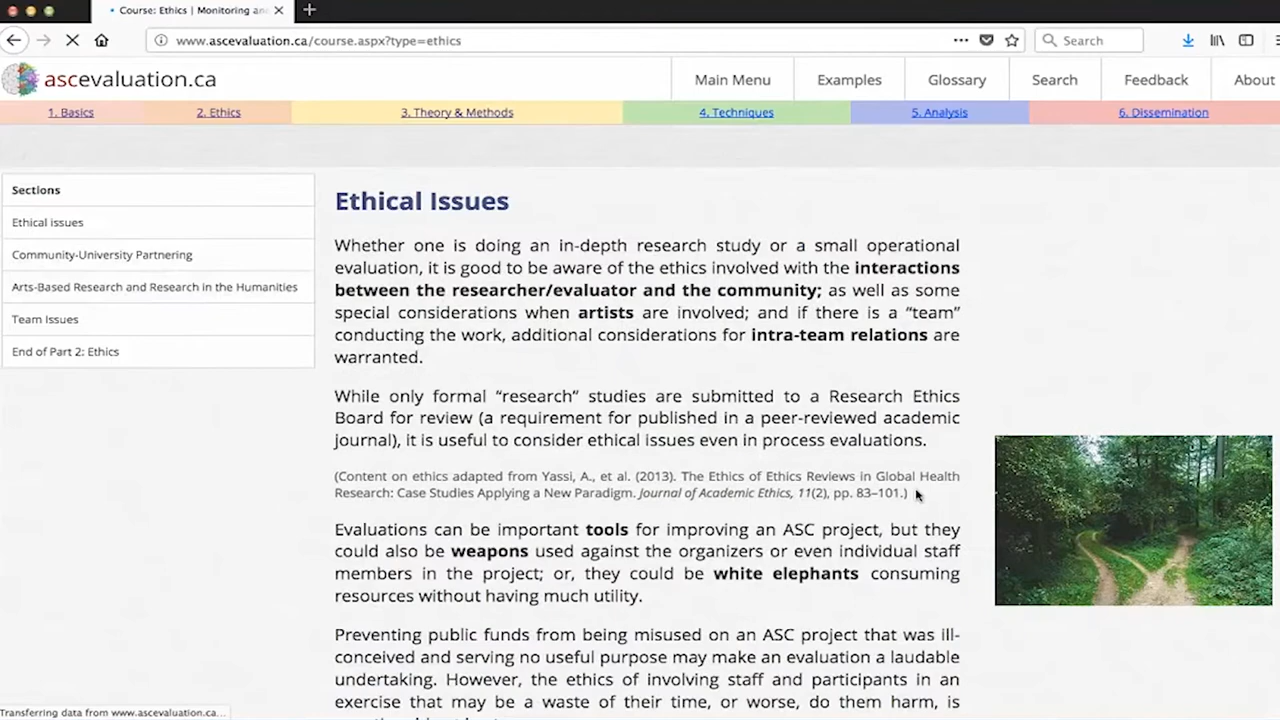 Course: Ethics | Monitoring an
www.ascevaluation.ca/course.aspx?type=ethics
Search
ascevaluation.ca
Main Menu
Examples
Glossary
Search
Feedback
About
1. Basics
2. Ethics
3. Theory & Methods
4. Techniques
5. Analysis
6. Dissemination
Sections
Ethical issues
Community-University Partnering
Arts-Based Research and Research in the Humanities
Team Issues
End of Part 2: Ethics
Ethical Issues
Whether one is doing an in-depth research study or a small operational
evaluation, it is good to be aware of the ethics involved with the interactions
between the researcher/evaluator and the community; as well as some
special considerations when artists are involved; and if there is a “team”
conducting the work, additional considerations for intra-team relations are
warranted.
While only formal “research” studies are submitted to a Research Ethics
Board for review (a requirement for published in a peer-reviewed academic
journal), it is useful to consider ethical issues even in process evaluations.
(Content on ethics adapted from Yassi, A., et al. (2013). The Ethics of Ethics Reviews in Global Health
Research: Case Studies Applying a New Paradigm. Journal of Academic Ethics, 11(2), pp. 83–101.)
Evaluations can be important tools for improving an ASC project, but they
could also be weapons used against the organizers or even individual staff
members in the project; or, they could be white elephants consuming
resources without having much utility.
Preventing public funds from being misused on an ASC project that was ill-
conceived and serving no useful purpose may make an evaluation a laudable
undertaking. However, the ethics of involving staff and participants in an
exercise that may be a waste of their time, or worse, do them harm, is
Transferring data from www.ascevaluation.ca...